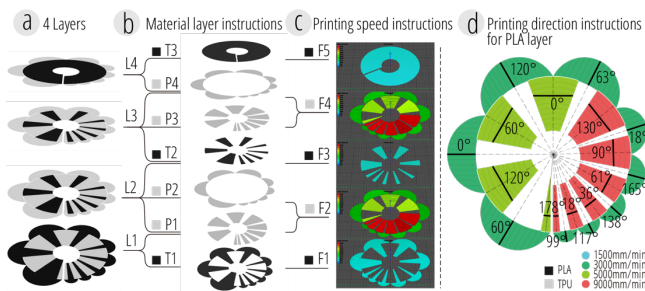 a 4 Layers
b Material layer instructions
c Printing speed instructions
d Printing direction instructions
for PLA layer
L4
L3
L2
L1
T3
P4
P3
T2
P2
P1
T1
F5
F4
F3
F2
F1
120°
63°
0°
60°
130°
18°
0°
90°
120°
61°
165°
36°
60°
178°
18°
138°
99°
117°
PLA
TPU
1500mm/min
3000mm/min
5000mm/min
9000mm/min